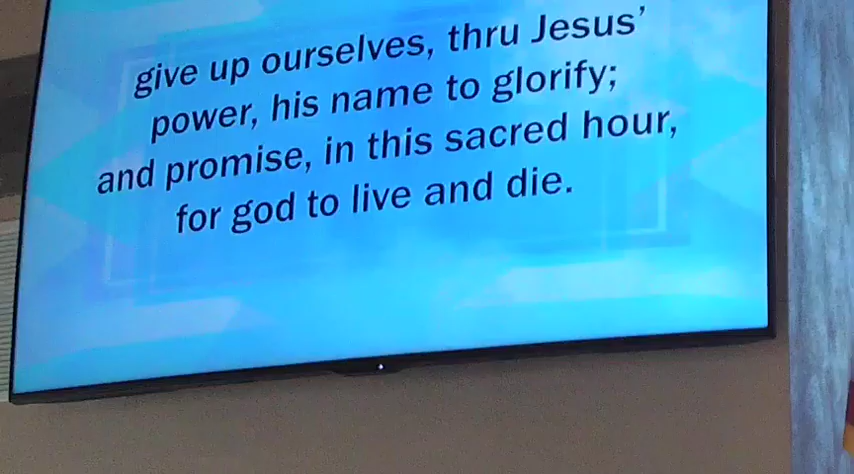 give up ourselves, thru Jesus'
power, his name to glorify;
and promise, in this sacred hour,
for god to live and die.